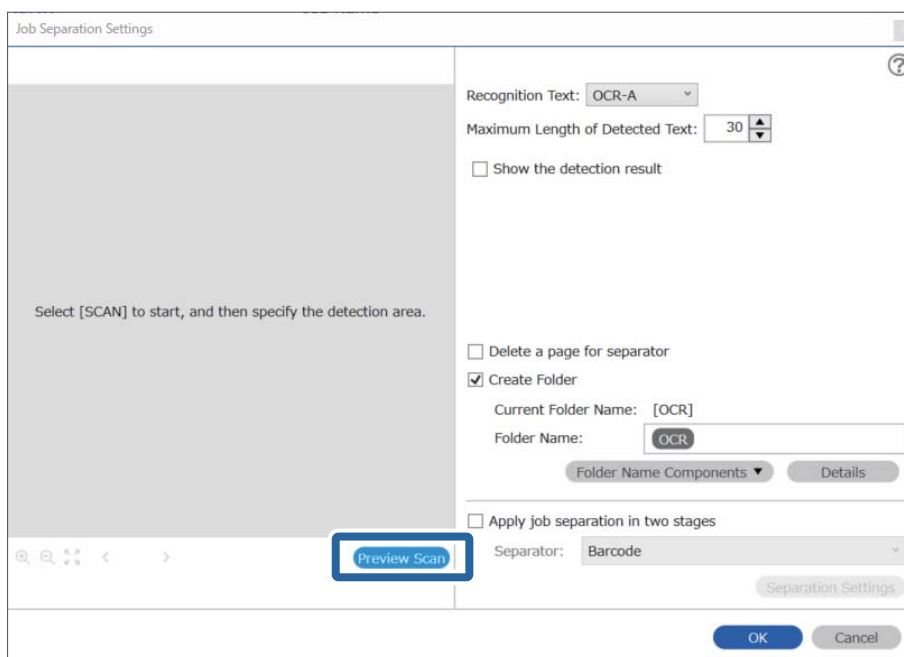 Job Separation Settings
Recognition Text: OCR-A
Maximum Length of Detected Text: 30
Show the detection result
Select [SCAN] to start, and then specify the detection area.
Delete a page for separator
Create Folder
Current Folder Name: [OCR]
Folder Name: OCR
Folder Name Components ▼ Details
Apply job separation in two stages
Preview Scan
Separator: Barcode
Separation Settings
OK Cancel